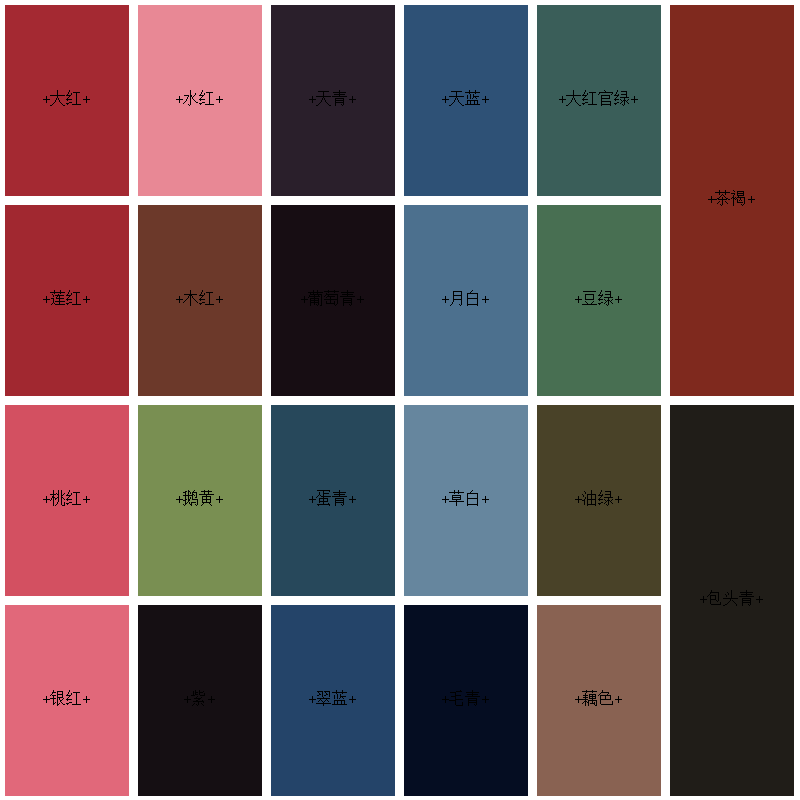 +大红+
+水红+
+天青+
+天蓝+
+大红官绿+
+茶褐+
+莲红+
+木红+
+葡萄青+
+月白+
+豆绿+
+桃红+
+鹅黄+
+蛋青+
+草白+
+油绿+
+包头青+
+银红+
+紫+
+翠蓝+
+毛青+
+藕色+